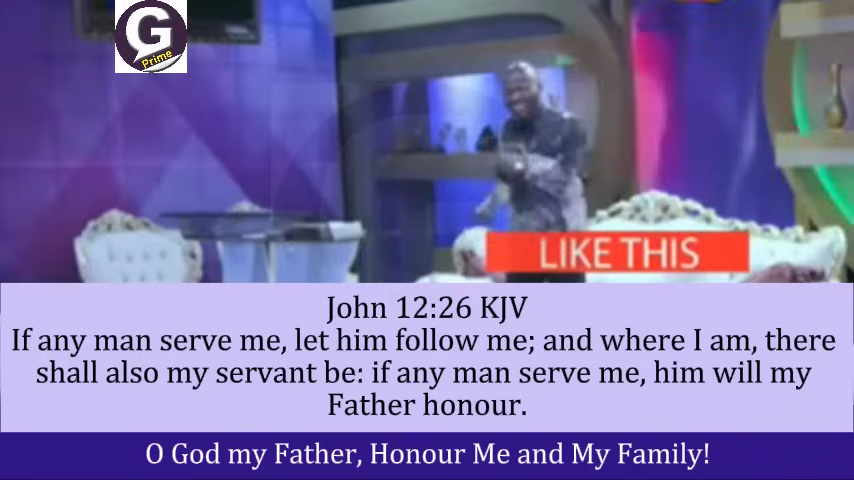 G
Prime
LIKE THIS
John 12:26 KJV
If any man serve me, let him follow me; and where I am, there
shall also my servant be: if any man serve me, him will my
Father honour.
O God my Father, Honour Me and My Family!